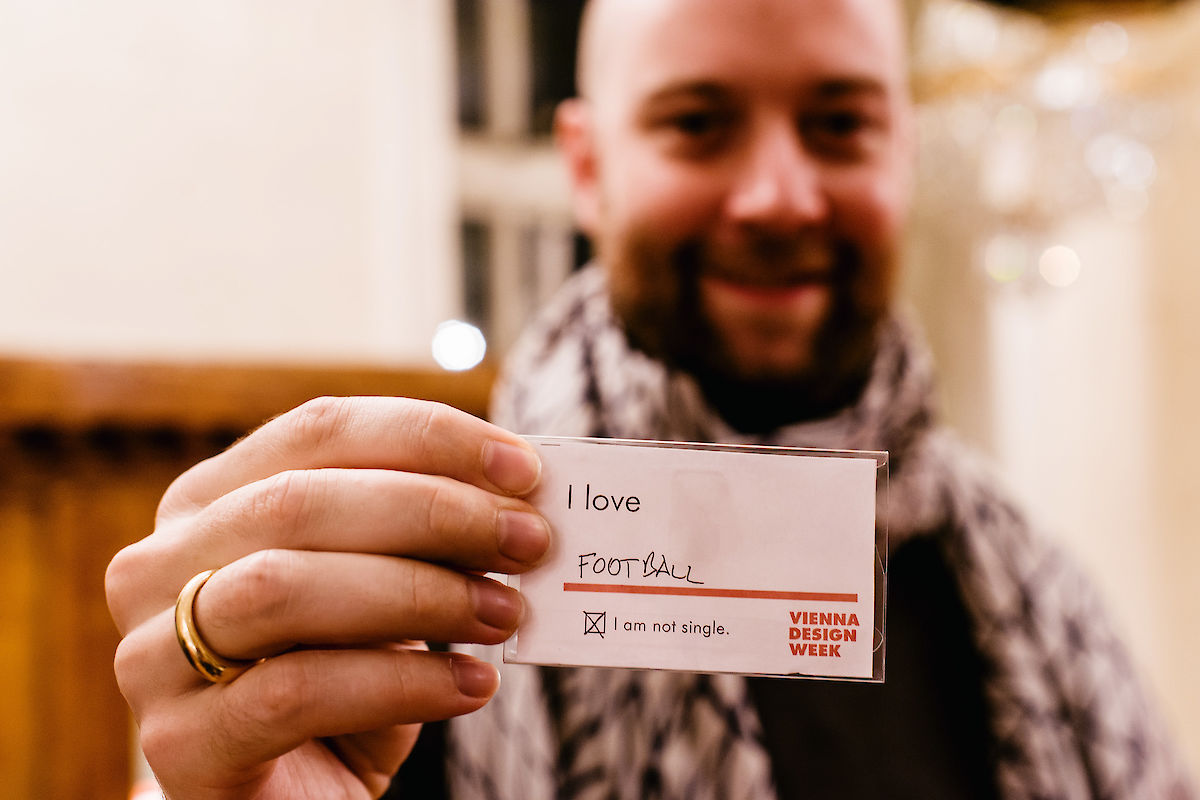 I love
FOOTBALL
I am not single.
VIENNA
DESIGN
WEEK